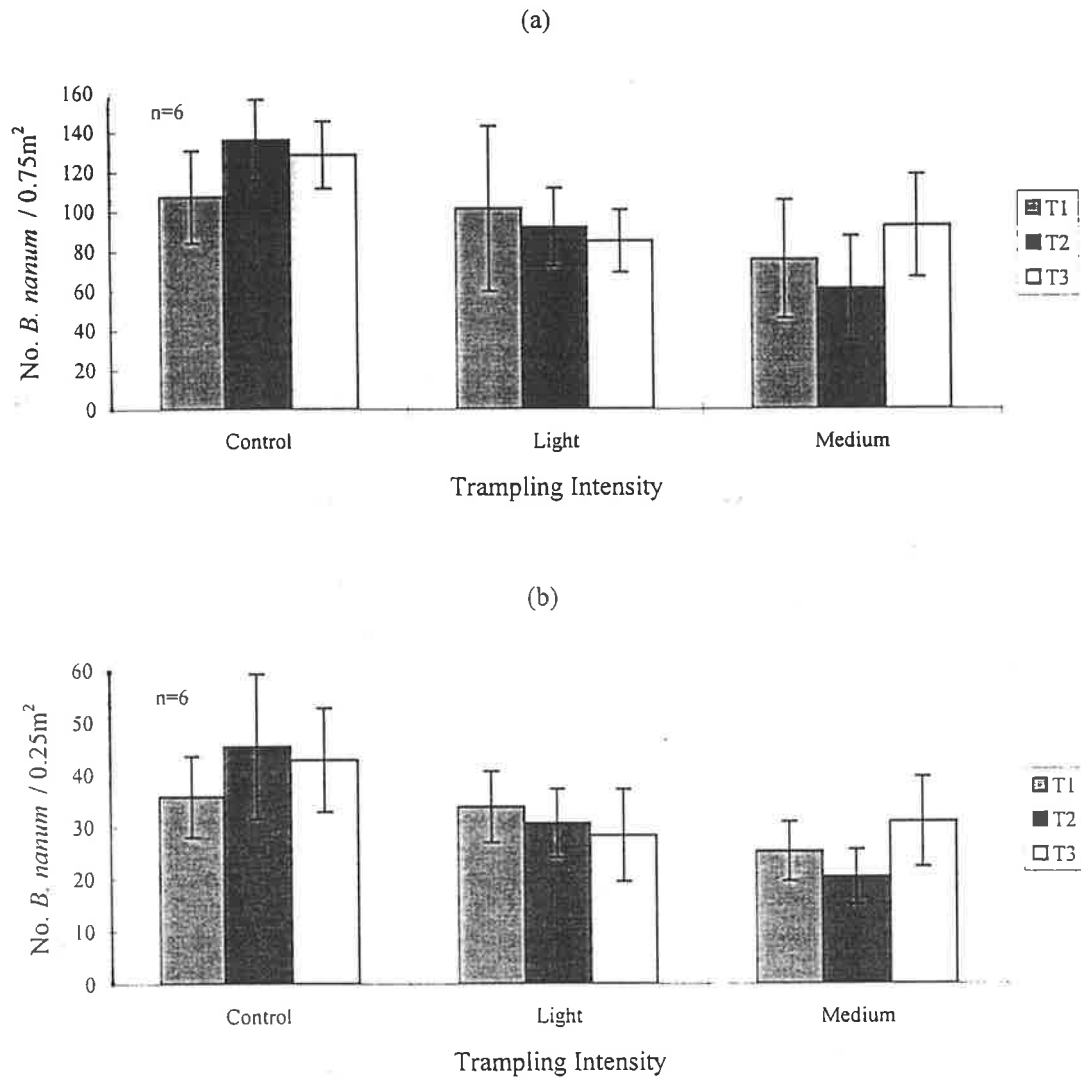 (a)
No. B. nanum / 0.75m²
160
140
120
100
80
60
40
20
0
n=6
Control
Light
Medium
Trampling Intensity
T1
T2
T3
(b)
No. B. nanum / 0.25m²
60
50
40
30
20
10
0
n=6
Control
Light
Medium
Trampling Intensity
T1
T2
T3